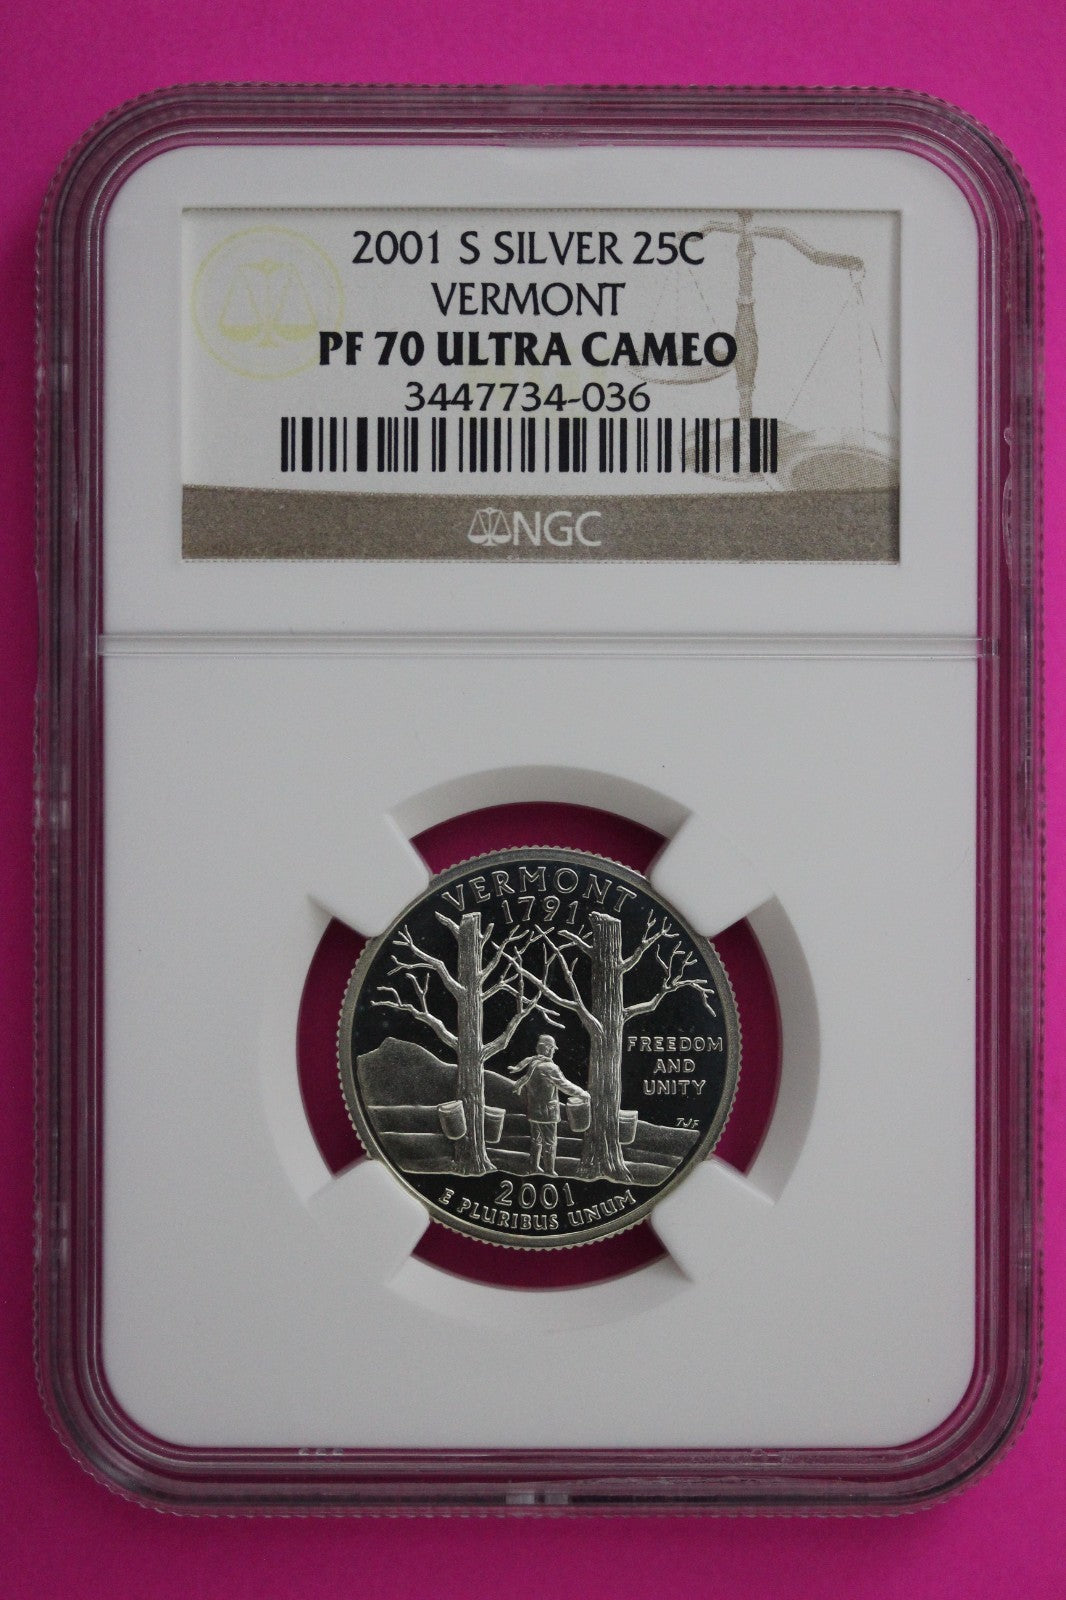 2001 S SILVER 25C
VERMONT
PF 70 ULTRA CAMEO
3447734-036
NGC
VERMONT
1791
FREEDOM
AND
UNITY
TJF
2001
E PLURIBUS UNUM